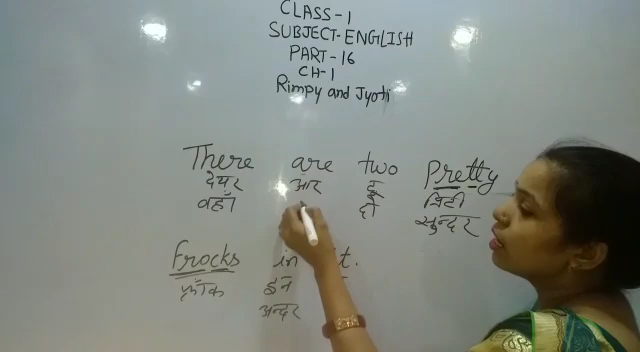 CLASS-1
SUBJECT-ENGLISH
PART-16
CH-1
Rimpy and Jyoti
There are two Pretty
देयर आर टू प्रिटी
वहाँ दो सुन्दर
Frocks in it.
फ्रॉक इन
अन्दर